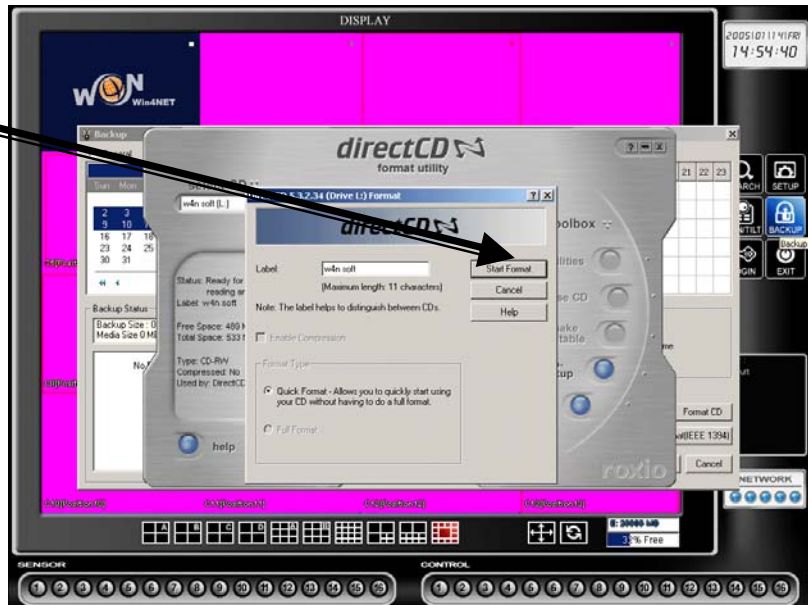 DISPLAY
2005|01|14|FRI
14:54:40
WON
Win4NET
Backup
directCD
format utility
w4n soft (L:)
5.3.2.34 (Drive L:) Format
directCD
Label:
w4n soft
(Maximum length: 11 characters)
Note: The label helps to distinguish between CDs.
Enable Compression
Format Type
Quick Format - Allows you to quickly start using
your CD without having to do a full format.
Full Format
Start Format
Cancel
Help
Sun Mon
2 3
9 10
16 17 18
23 24 25
30 31
Backup Status
Backup Size : 0
Media Size 0 MB
Status: Ready for
reading
Label: w4n soft
Free Space: 489
Total Space: 533
Type: CD-RW
Compressed: No
Used by: DirectCD
help
toolbox
CD
roxio
21 22 23
Format CD
(IEEE 1394)
Cancel
SETUP
BACKUP
Backup
EXIT
NETWORK
33% Free
SENSOR
1 2 3 4 5 6 7 8 9 10 11 12 13 14 15 16
CONTROL
1 2 3 4 5 6 7 8 9 10 11 12 13 14 15 16